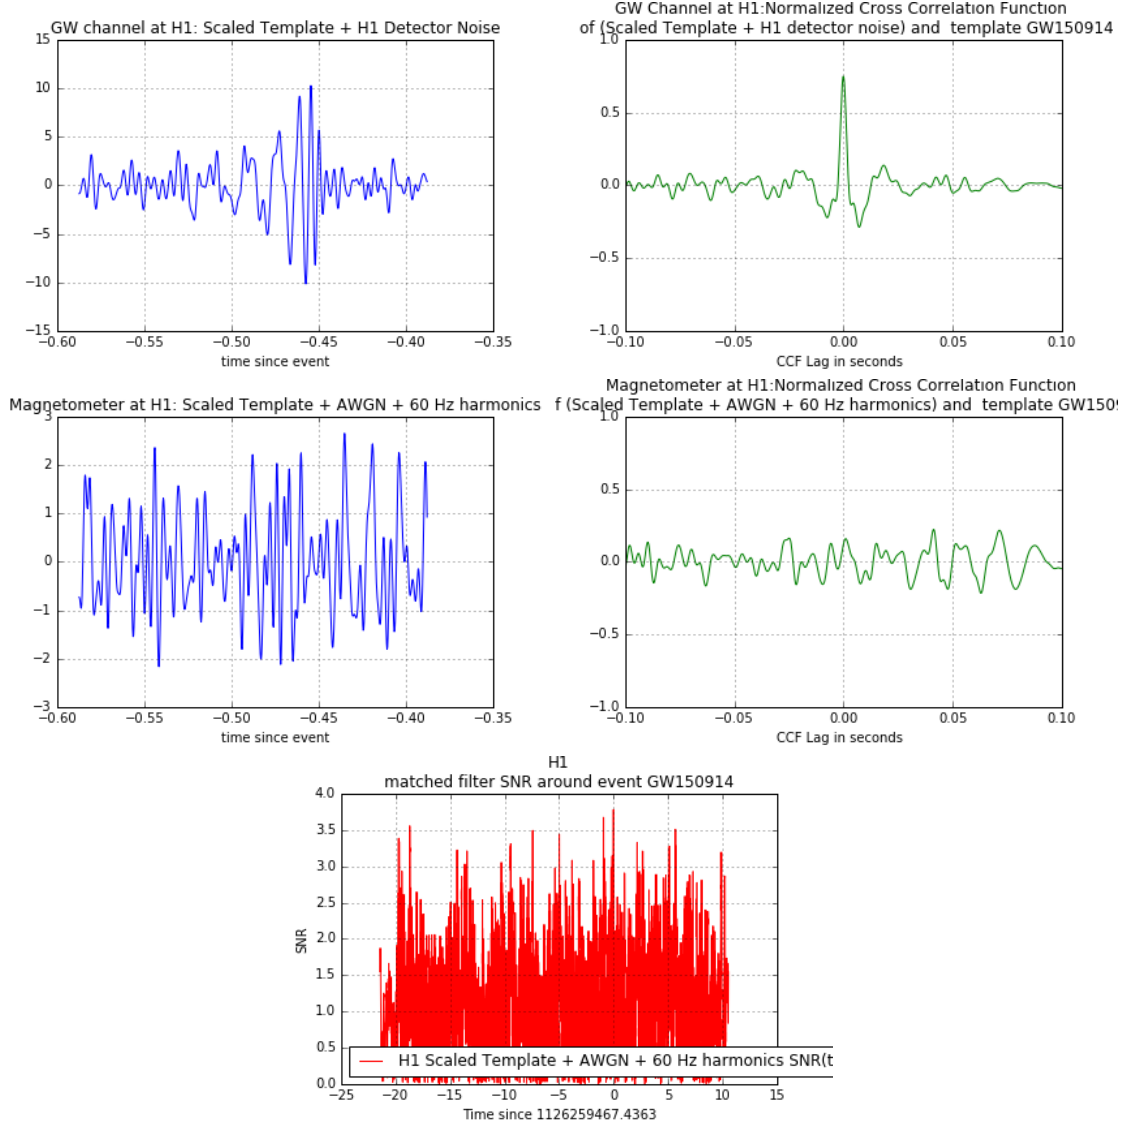 GW channel at H1: Scaled Template + H1 Detector Noise
15
10
5
0
−5
−10
−15
−0.60 −0.55 −0.50 −0.45 −0.40 −0.35
time since event
GW Channel at H1:Normalized Cross Correlation Function
of (Scaled Template + H1 detector noise) and template GW150914
1.0
0.5
0.0
−0.5
−1.0
−0.10 −0.05 0.00 0.05 0.10
CCF Lag in seconds
Magnetometer at H1: Scaled Template + AWGN + 60 Hz harmonics
3
2
1
0
−1
−2
−3
−0.60 −0.55 −0.50 −0.45 −0.40 −0.35
time since event
Magnetometer at H1:Normalized Cross Correlation Function
f (Scaled Template + AWGN + 60 Hz harmonics) and template GW150
1.0
0.5
0.0
−0.5
−1.0
−0.10 −0.05 0.00 0.05 0.10
CCF Lag in seconds
H1
matched filter SNR around event GW150914
4.0
3.5
3.0
2.5
2.0
1.5
1.0
0.5
0.0
SNR
H1 Scaled Template + AWGN + 60 Hz harmonics SNR(t
−25 −20 −15 −10 −5 0 5 10 15
Time since 1126259467.4363